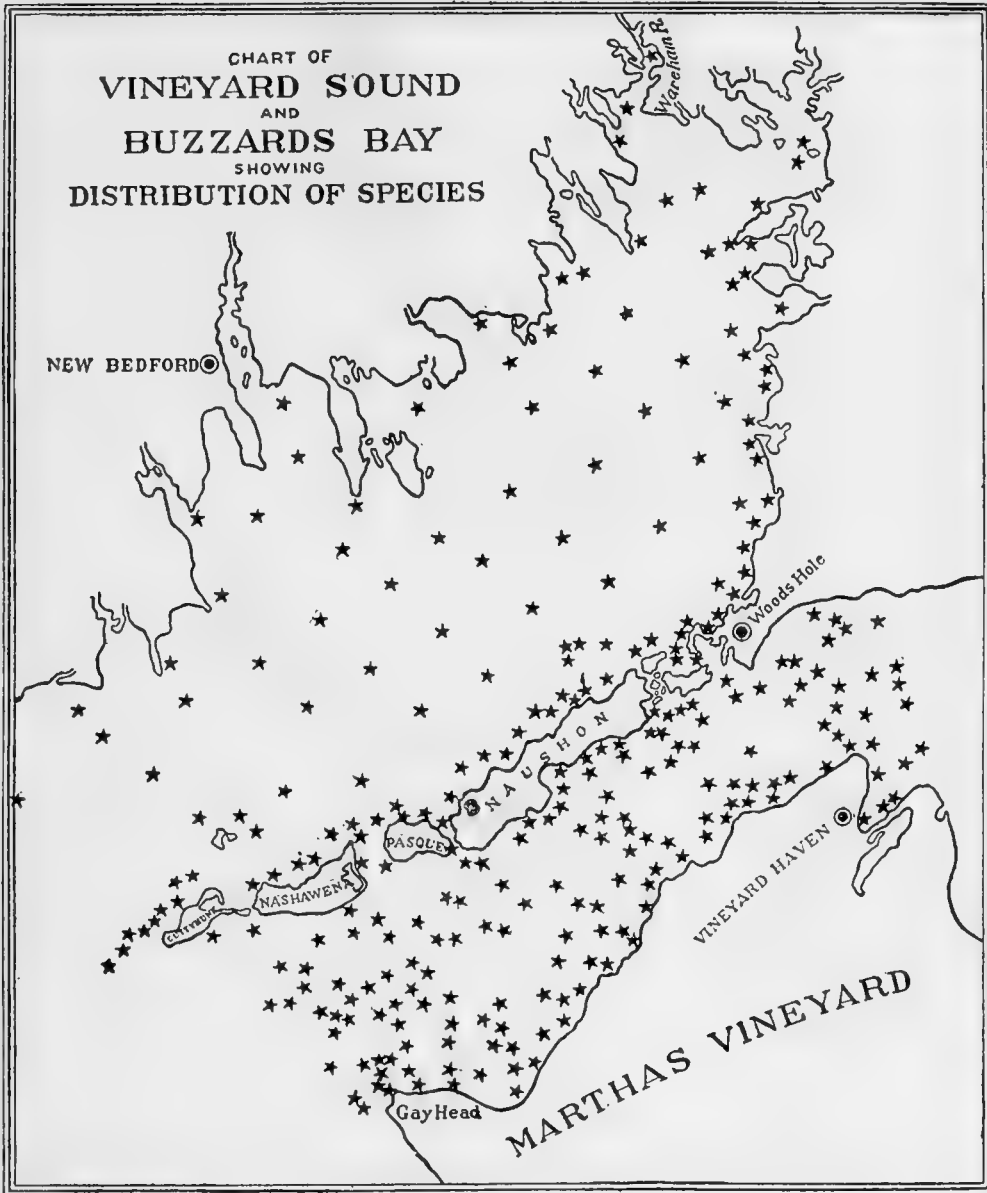 CHART OF
VINEYARD SOUND
AND
BUZZARDS BAY
SHOWING
DISTRIBUTION OF SPECIES
Wareham R.
NEW BEDFORD
Woods Hole
NAUSHON
PASQUE
NASHAWENA
CUTTYHUNK
VINEYARD HAVEN
MARTHAS VINEYARD
Gay Head